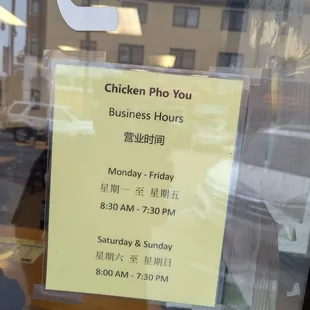 Chicken Pho You
Business Hours
营业时间
Monday - Friday
星期一 至 星期五
8:30 AM - 7:30 PM
Saturday & Sunday
星期六 至 星期日
8:00 AM - 7:30 PM